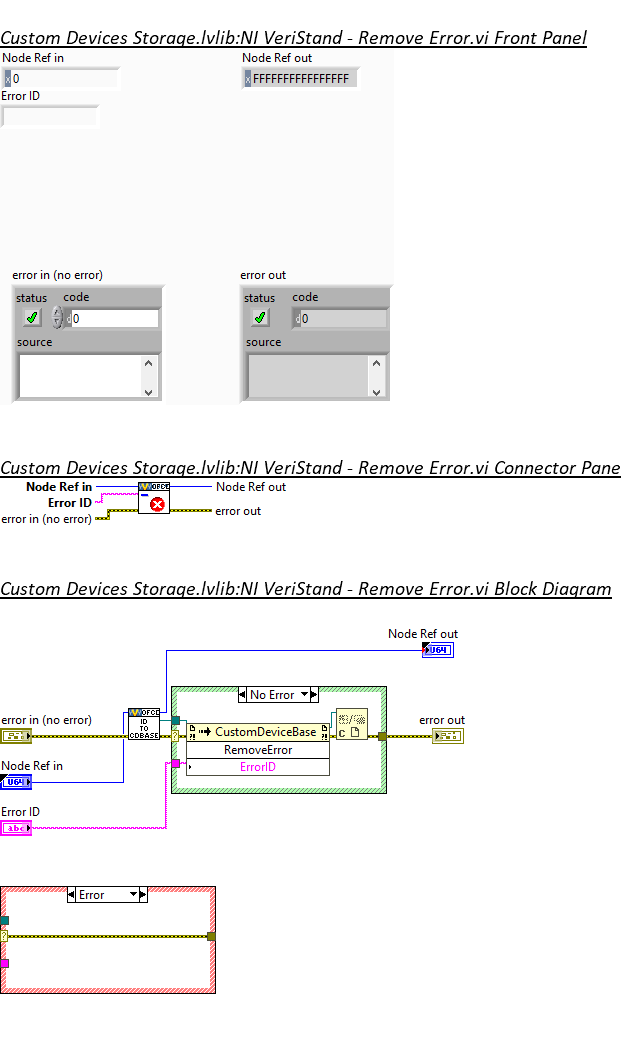 Custom Devices Storage.lvlib:NI VeriStand - Remove Error.vi Front Panel
Node Ref in
Node Ref out
x 0
x FFFFFFFFFFFFFFFF
Error ID
error in (no error)
error out
status code
status code
d 0
d 0
source
source
Custom Devices Storage.lvlib:NI VeriStand - Remove Error.vi Connector Pane
Node Ref in
Node Ref out
Error ID
error in (no error)
error out
Custom Devices Storage.lvlib:NI VeriStand - Remove Error.vi Block Diagram
Node Ref out
U64
No Error
error in (no error)
ID
TO
CDBASE
CustomDeviceBase
RemoveError
ErrorID
C
error out
Node Ref in
U64
Error ID
abc
Error
?
?